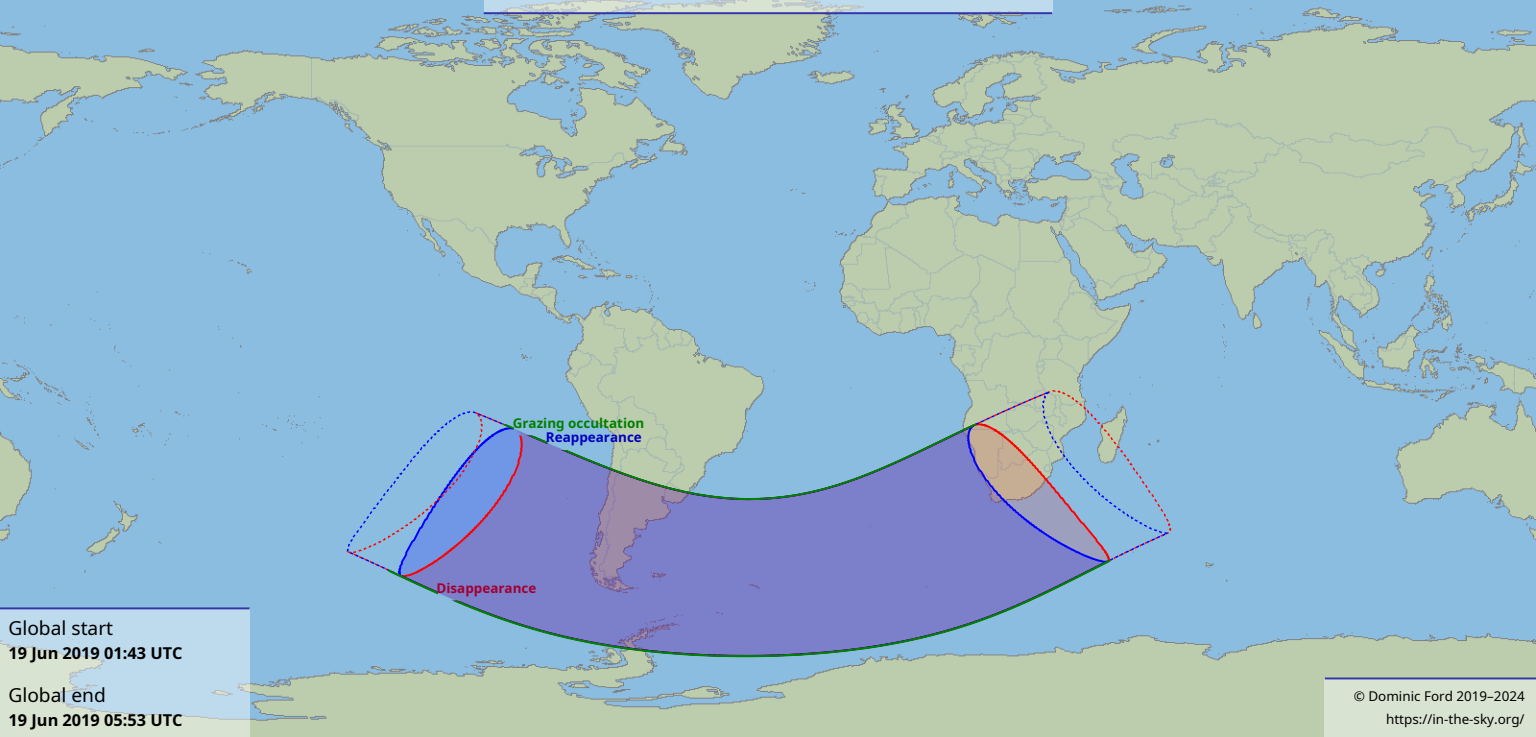 Grazing occultation
Reappearance
Disappearance
Global start
19 Jun 2019 01:43 UTC
Global end
19 Jun 2019 05:53 UTC
© Dominic Ford 2019–2024
https://in-the-sky.org/